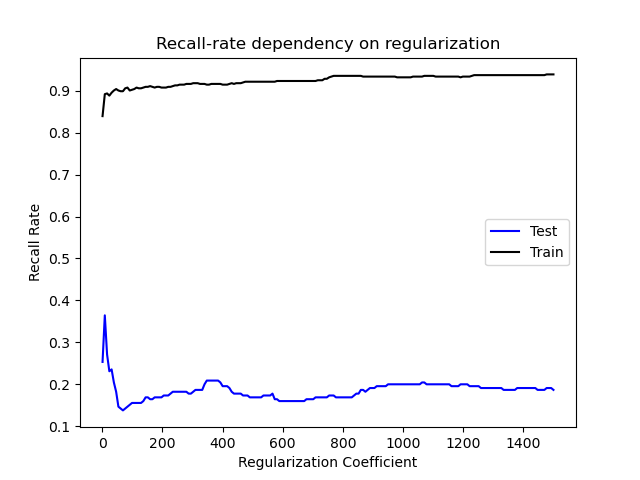 Recall-rate dependency on regularization
Recall Rate
0.9
0.8
0.7
0.6
0.5
0.4
0.3
0.2
0.1
Test
Train
0 200 400 600 800 1000 1200 1400
Regularization Coefficient